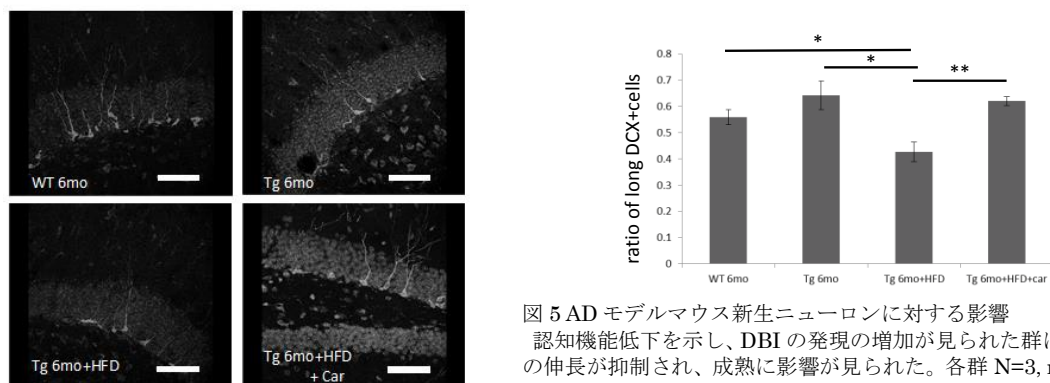 WT 6mo
Tg 6mo
Tg 6mo+HFD
Tg 6mo+HFD
+ Car
ratio of long DCX+cells
0.8
0.7
0.6
0.5
0.4
0.3
0.2
0.1
0
*
*
**
WT 6mo
Tg 6mo
Tg 6mo+HFD
Tg 6mo+HFD+car
図 5 AD モデルマウス新生ニューロンに対する影響
認知機能低下を示し、DBI の発現の増加が見られた群
の伸長が抑制され、成熟に影響が見られた。各群 N=3,